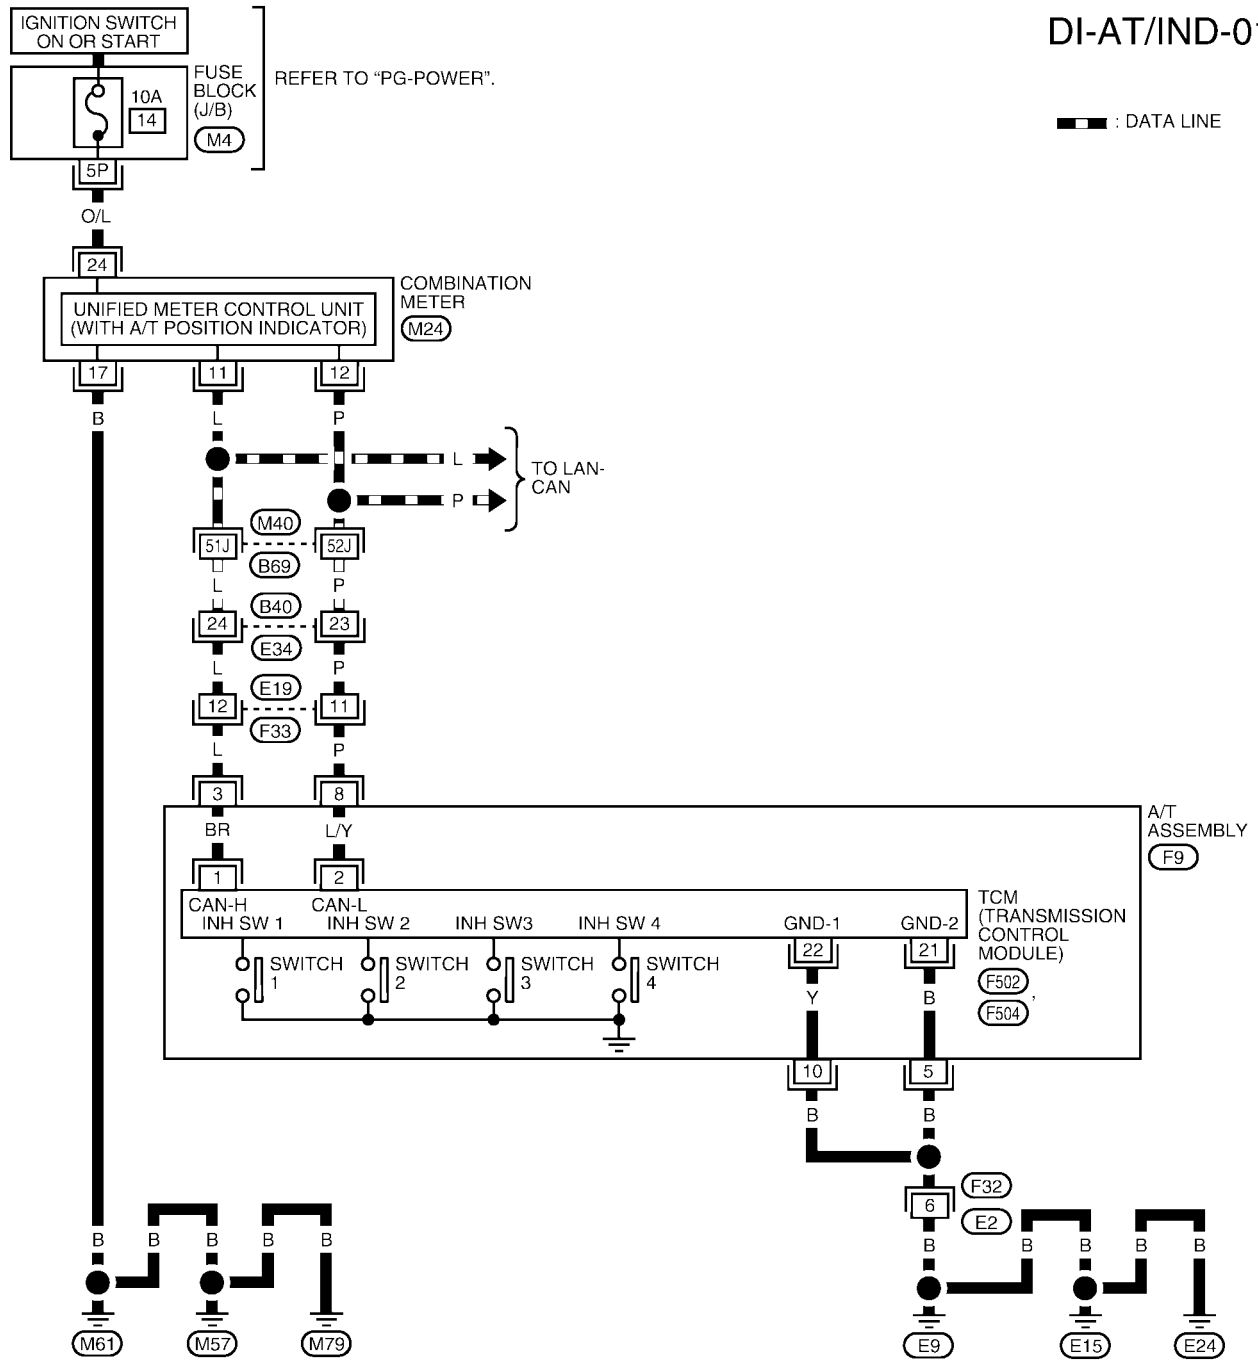 DI-AT/IND-01
IGNITION SWITCH
ON OR START
FUSE
BLOCK
(J/B)
M4
10A
14
REFER TO "PG-POWER".
: DATA LINE
5P
O/L
24
COMBINATION
METER
M24
UNIFIED METER CONTROL UNIT
(WITH A/T POSITION INDICATOR)
17 11 12
B L P
L
P
TO LAN-
CAN
M40
51J 52J
B69
L P
B40
24 23
E34
L P
E19
12 11
F33
L P
3 8
A/T
ASSEMBLY
F9
BR L/Y
1 2
CAN-H CAN-L
INH SW 1 INH SW 2 INH SW3 INH SW 4 GND-1 GND-2
TCM
(TRANSMISSION
CONTROL
MODULE)
F502 ,
F504
22 21
SWITCH
1
SWITCH
2
SWITCH
3
SWITCH
4
Y B
10 5
B B
F32
6
E2
B B B B B
B B B B B
M61 M57 M79
E9 E15 E24